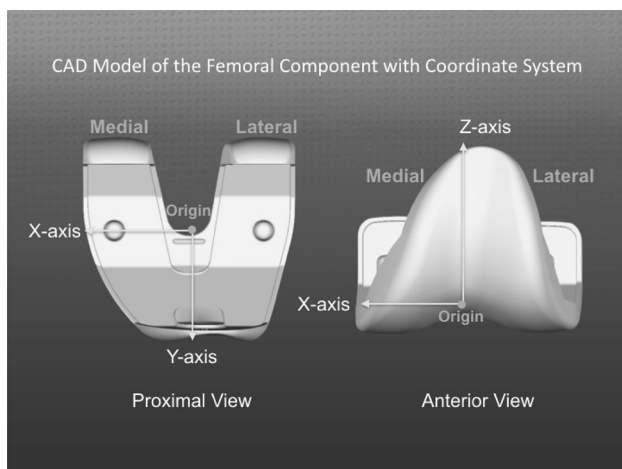 CAD Model of the Femoral Component with Coordinate System
Medial
Lateral
Origin
X-axis
Y-axis
Proximal View
Z-axis
Medial
Lateral
X-axis
Origin
Anterior View